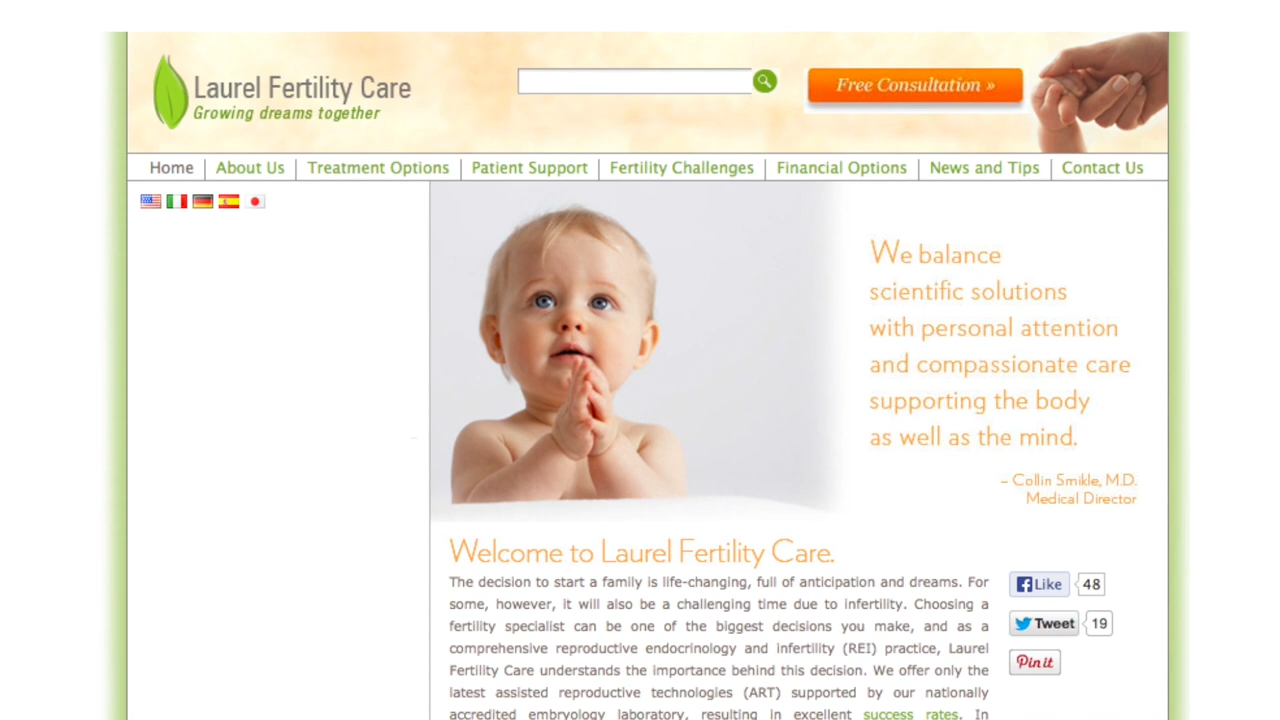 Laurel Fertility Care
Growing dreams together
Free Consultation »
Home
About Us
Treatment Options
Patient Support
Fertility Challenges
Financial Options
News and Tips
Contact Us
We balance
scientific solutions
with personal attention
and compassionate care
supporting the body
as well as the mind.
– Collin Smikle, M.D.
Medical Director
Welcome to Laurel Fertility Care.
The decision to start a family is life-changing, full of anticipation and dreams. For
some, however, it will also be a challenging time due to infertility. Choosing a
fertility specialist can be one of the biggest decisions you make, and as a
comprehensive reproductive endocrinology and infertility (REI) practice, Laurel
Fertility Care understands the importance behind this decision. We offer only the
latest assisted reproductive technologies (ART) supported by our nationally
accredited embryology laboratory, resulting in excellent success rates. In
Like 48
Tweet 19
Pin it